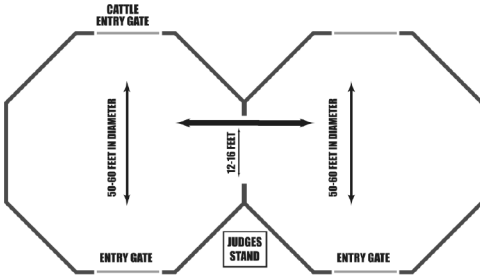 CATTLE
ENTRY GATE
50-60 FEET IN DIAMETER
12-16 FEET
50-60 FEET IN DIAMETER
ENTRY GATE
JUDGES
STAND
ENTRY GATE